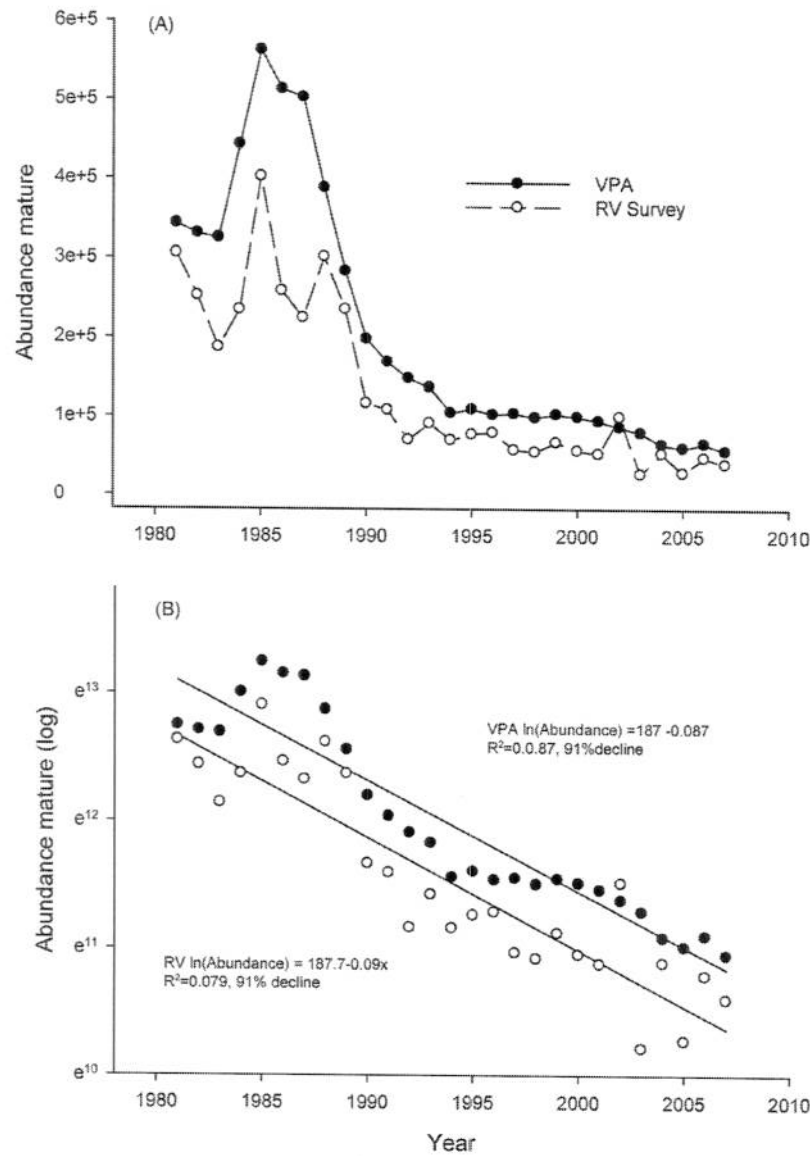 (A)
6e+5
5e+5
4e+5
3e+5
2e+5
1e+5
0
Abundance mature
VPA
RV Survey
1980 1985 1990 1995 2000 2005 2010
(B)
e13
e12
e11
e10
Abundance mature (log)
VPA ln(Abundance) =187 -0.087
R²=0.0.87, 91%decline
RV ln(Abundance) = 187.7-0.09x
R²=0.079, 91% decline
1980 1985 1990 1995 2000 2005 2010
Year